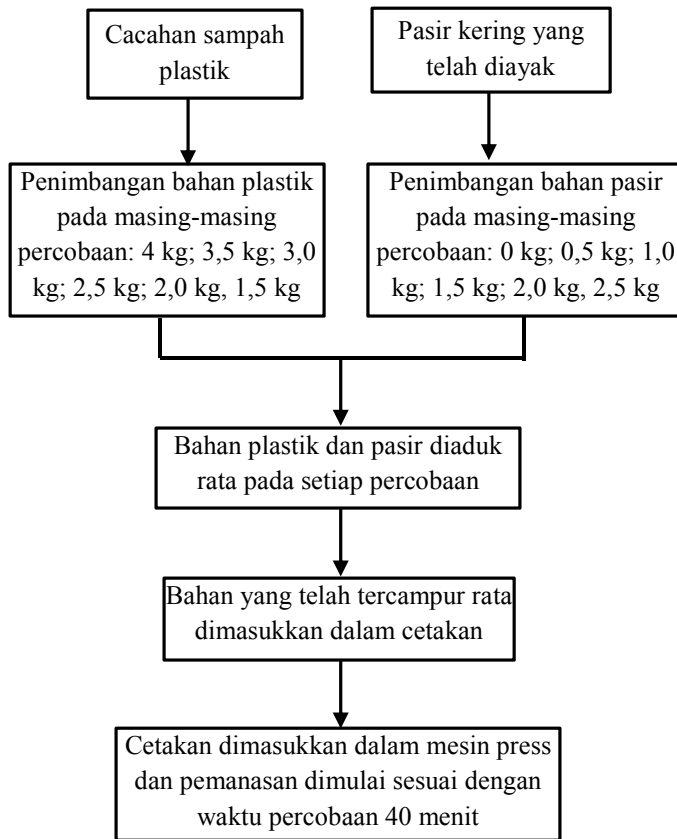 Cacahan sampah
plastik
Pasir kering yang
telah diayak
Penimbangan bahan plastik
pada masing-masing
percobaan: 4 kg; 3,5 kg; 3,0
kg; 2,5 kg; 2,0 kg, 1,5 kg
Penimbangan bahan pasir
pada masing-masing
percobaan: 0 kg; 0,5 kg; 1,0
kg; 1,5 kg; 2,0 kg, 2,5 kg
Bahan plastik dan pasir diaduk
rata pada setiap percobaan
Bahan yang telah tercampur rata
dimasukkan dalam cetakan
Cetakan dimasukkan dalam mesin press
dan pemanasan dimulai sesuai dengan
waktu percobaan 40 menit